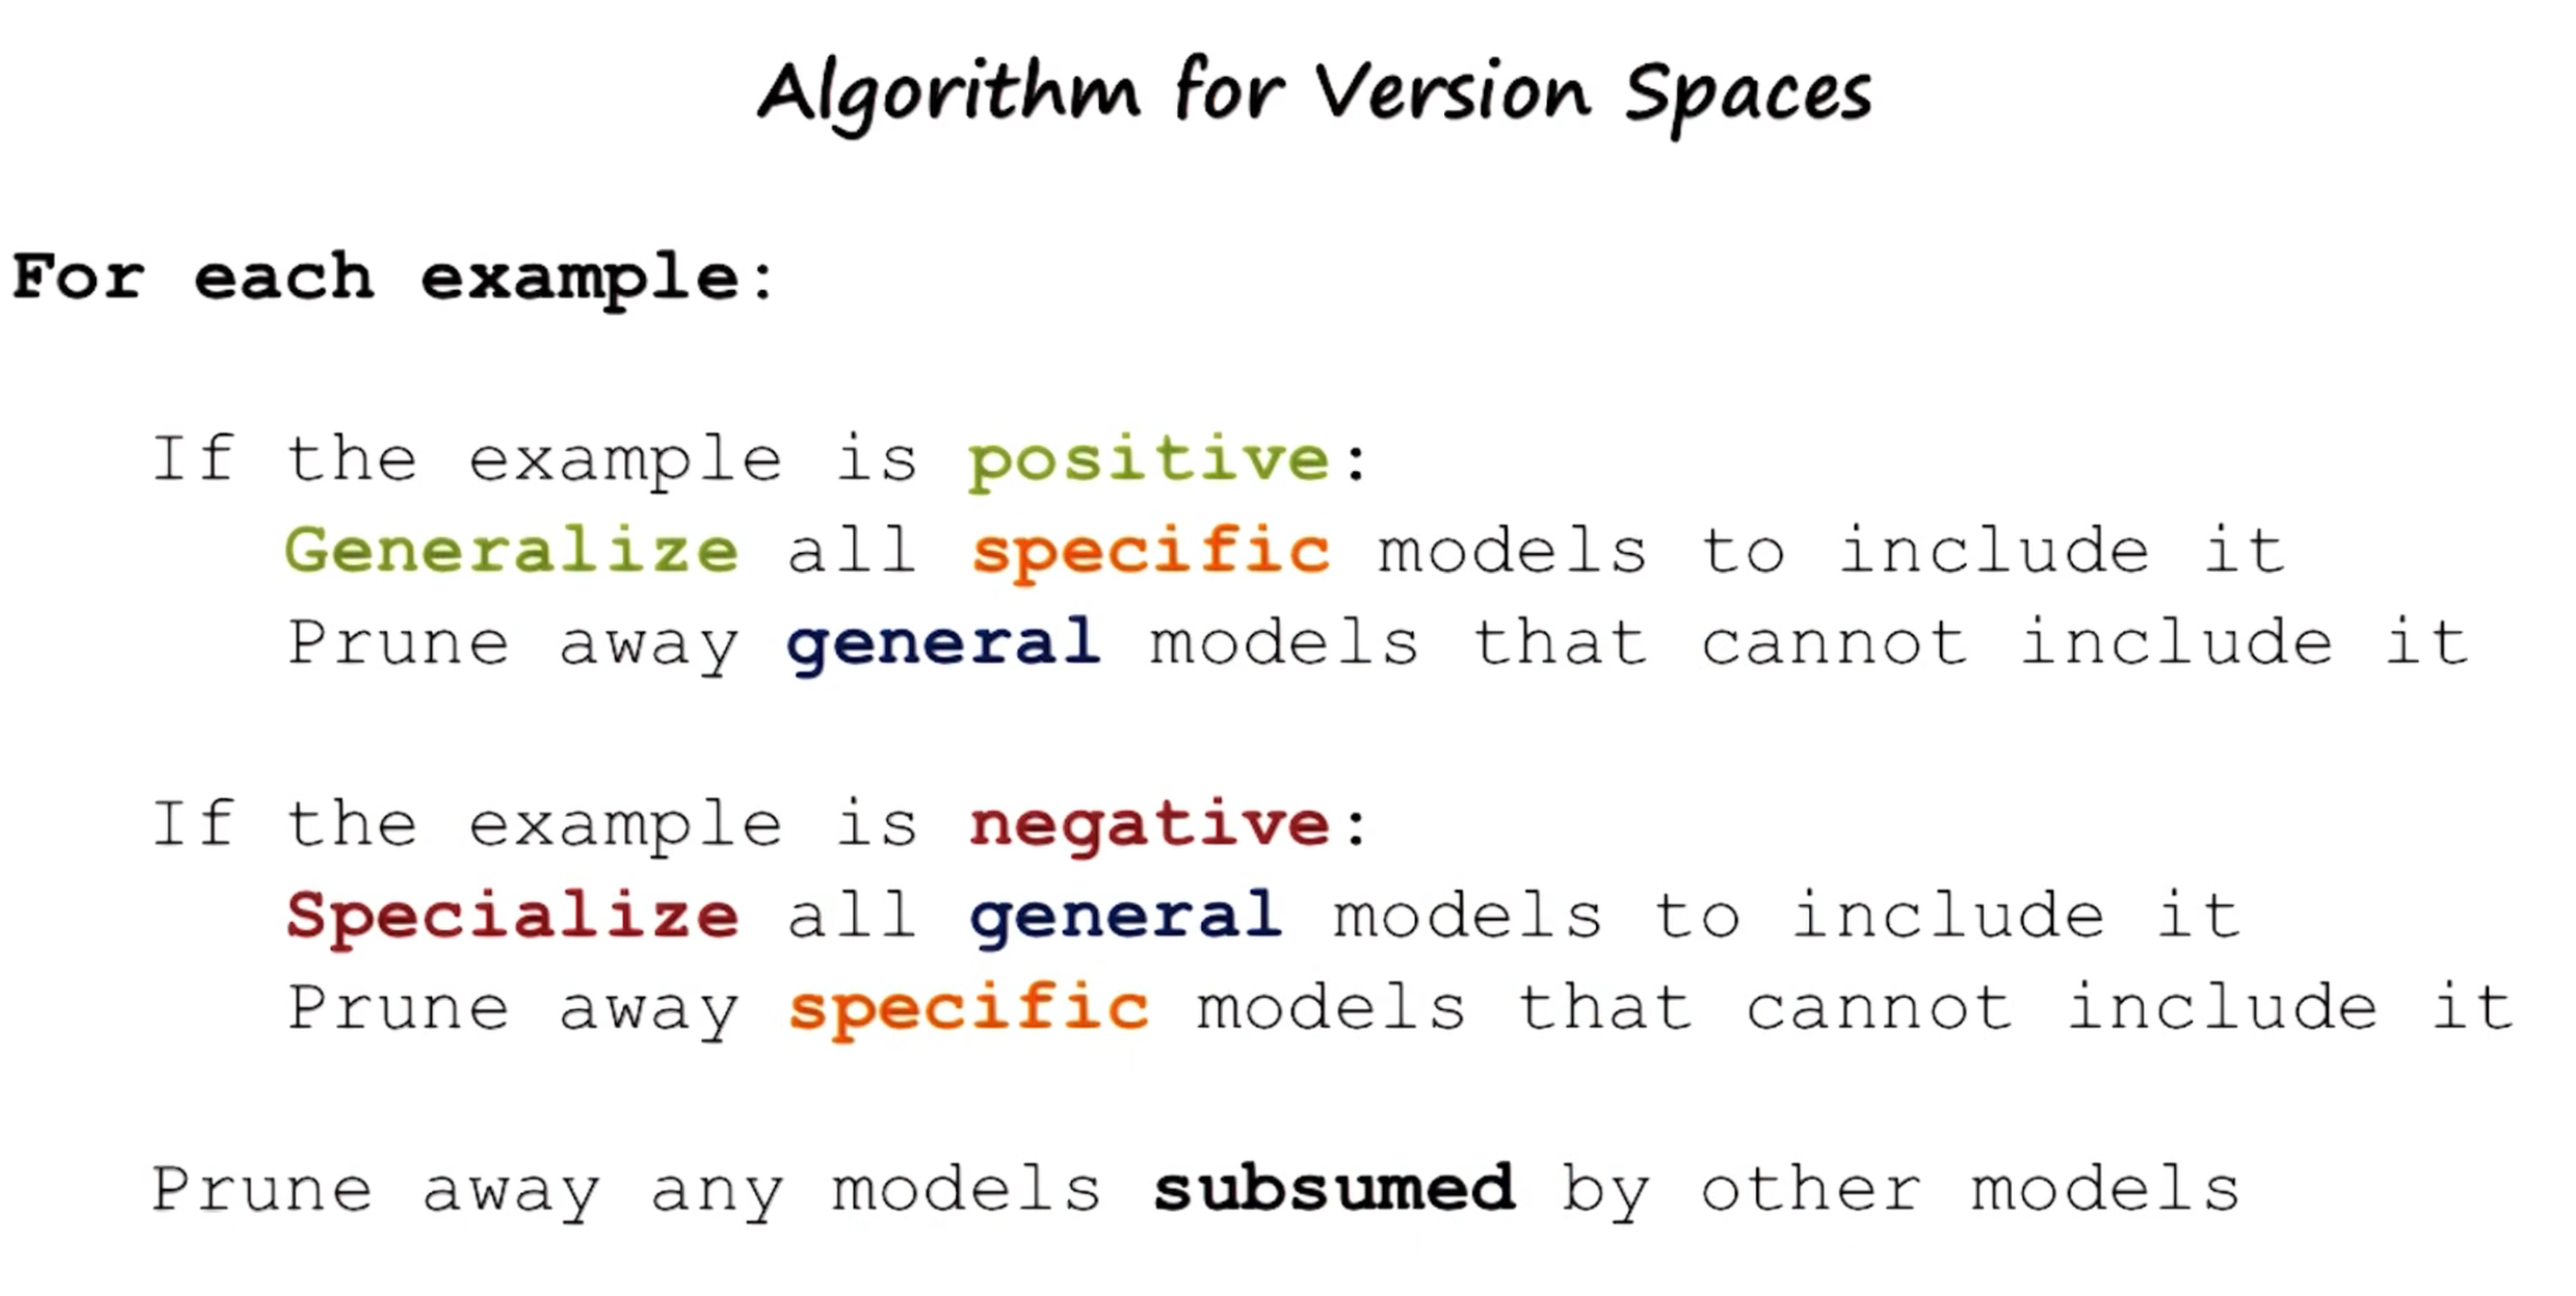 Algorithm for Version Spaces
For each example:
If the example is positive:
Generalize all specific models to include it
Prune away general models that cannot include it
If the example is negative:
Specialize all general models to include it
Prune away specific models that cannot include it
Prune away any models subsumed by other models